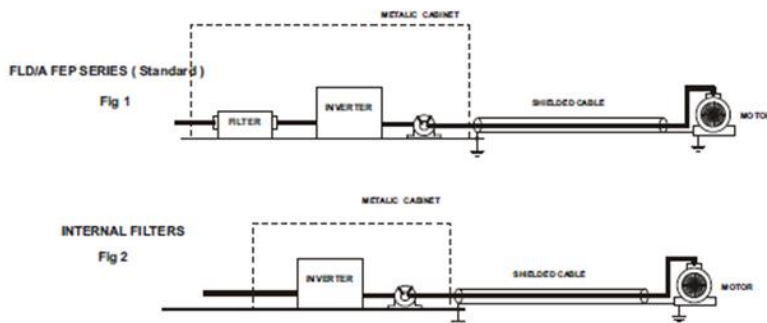 METALIC CABINET
FLD/A FEP SERIES ( Standard )
Fig 1
FILTER
INVERTER
SHIELDED CABLE
MOTOR
METALIC CABINET
INTERNAL FILTERS
Fig 2
INVERTER
SHIELDED CABLE
MOTOR